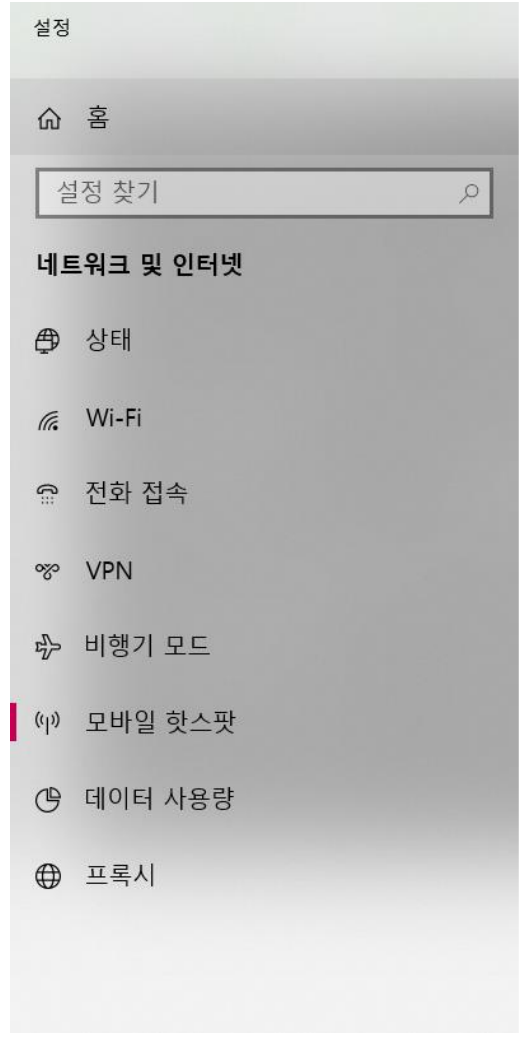 설정
홈
설정 찾기
네트워크 및 인터넷
상태
Wi-Fi
전화 접속
VPN
비행기 모드
모바일 핫스팟
데이터 사용량
프록시